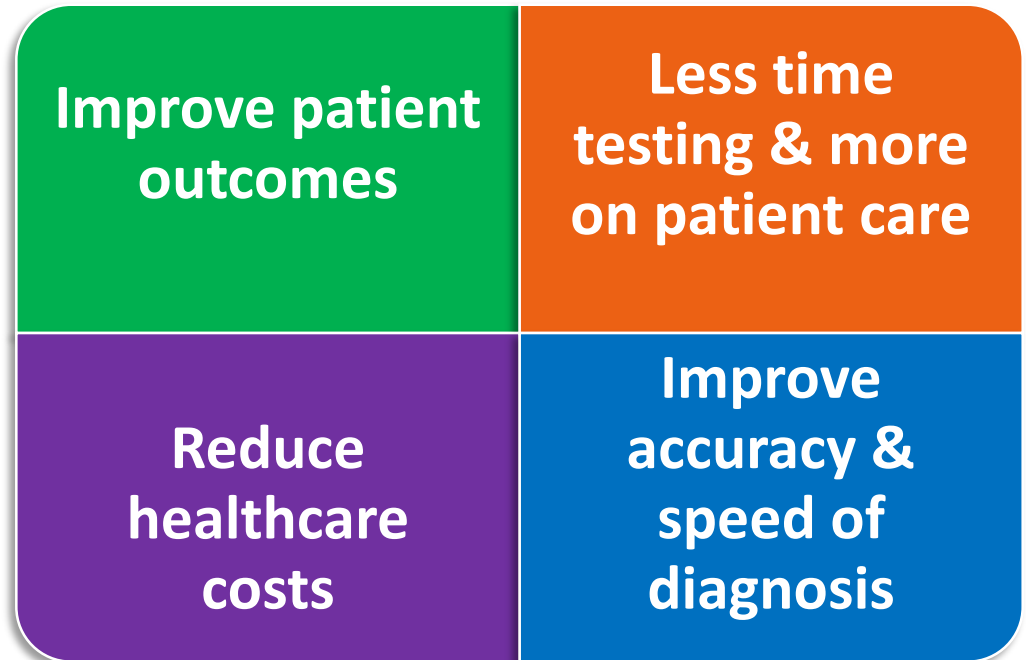 Improve patient
outcomes
Less time
testing & more
on patient care
Reduce
healthcare
costs
Improve
accuracy &
speed of
diagnosis